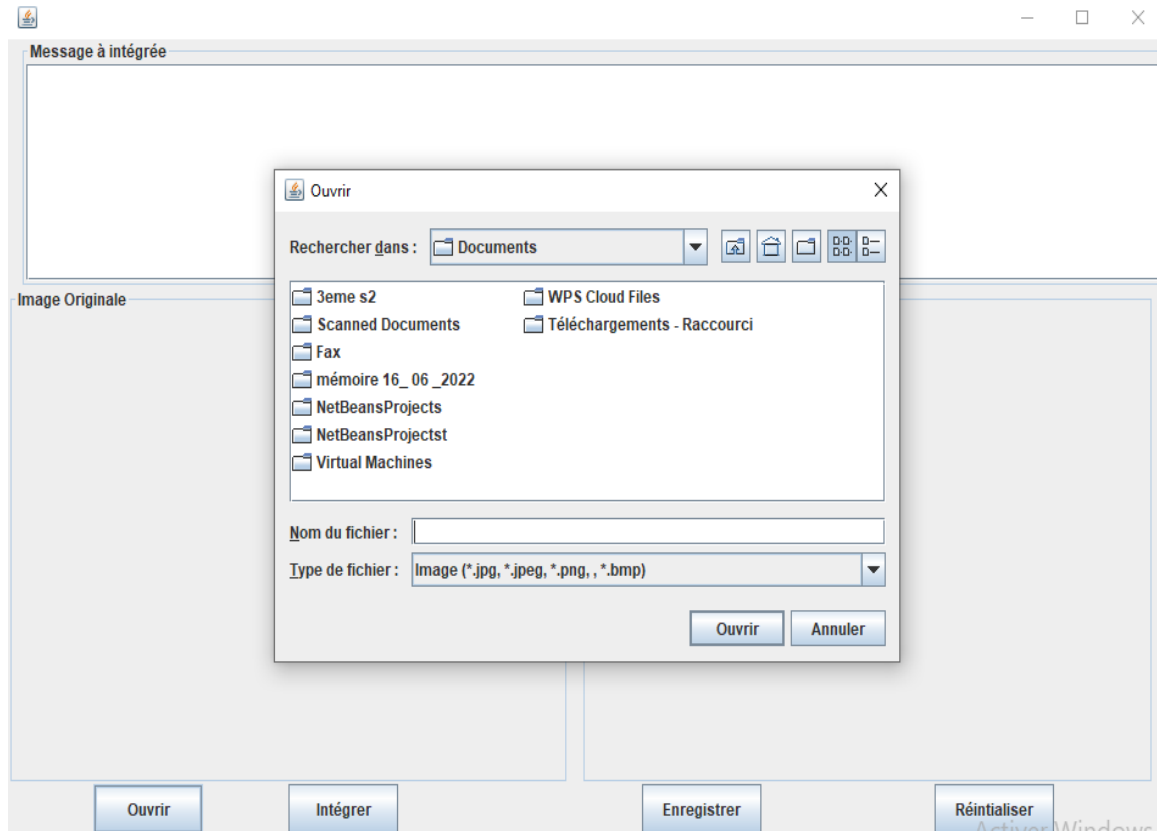 Message à intégrée
Ouvrir
Rechercher dans : Documents
3eme s2
WPS Cloud Files
Scanned Documents
Téléchargements - Raccourci
Fax
mémoire 16_ 06 _2022
NetBeansProjects
NetBeansProjectst
Virtual Machines
Nom du fichier :
Type de fichier : Image (*.jpg, *.jpeg, *.png, , *.bmp)
Ouvrir Annuler
Image Originale
Ouvrir Intégrer Enregistrer Réintialiser
Activer Windows